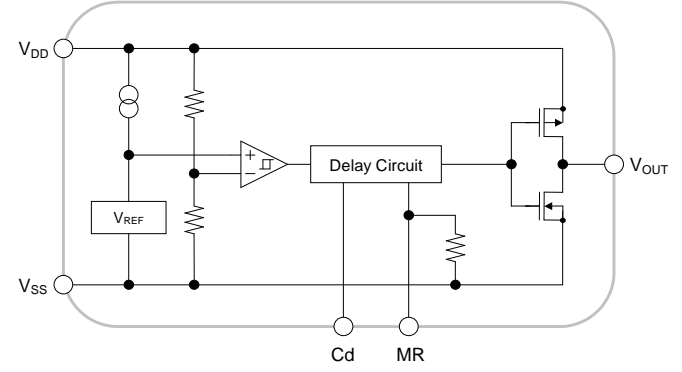 VDD
+
−
Delay Circuit
VOUT
VREF
VSS
Cd MR